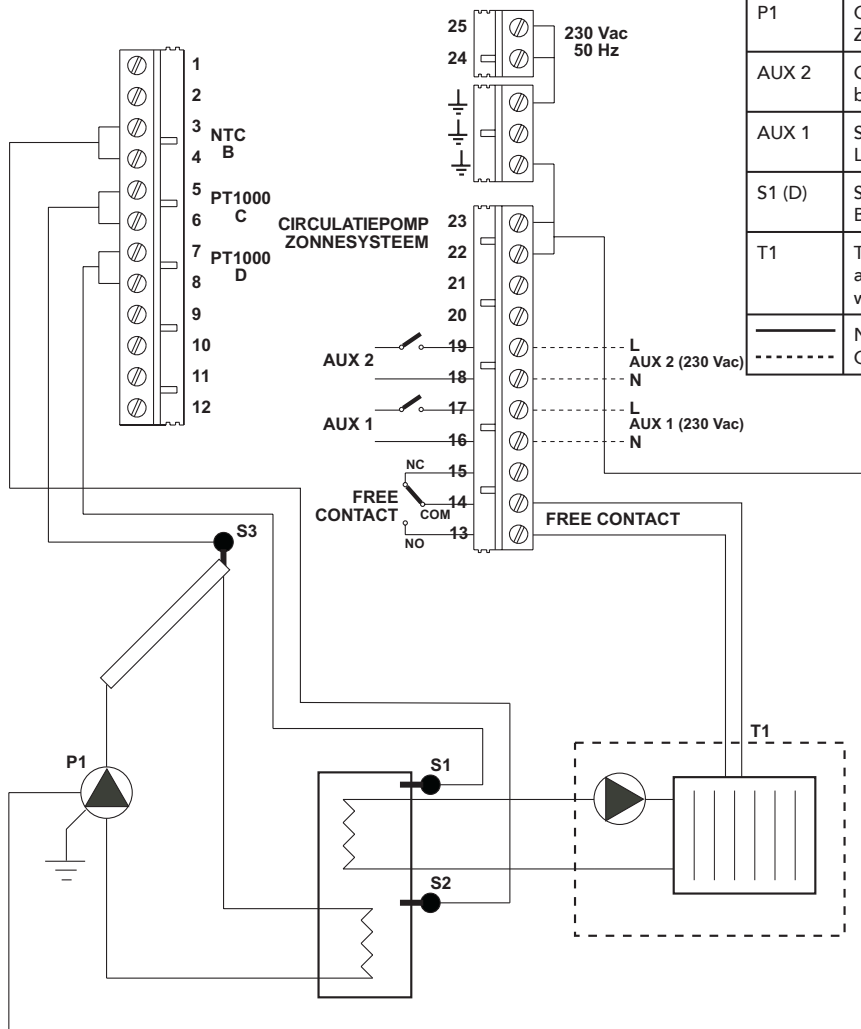 1
2
3
4
NTC
B
5
6
PT1000
C
7
8
PT1000
D
9
10
11
12
25
24
230 Vac
50 Hz
CIRCULATIEPOMP
ZONNESYSTEEM
23
22
21
20
19
18
17
16
15
14
13
AUX 2
AUX 1
L
AUX 2 (230 Vac)
N
L
AUX 1 (230 Vac)
N
NC
FREE
CONTACT
COM
NO
FREE CONTACT
S3
P1
S1
S2
T1
P1
AUX 2
AUX 1
S1 (D)
T1